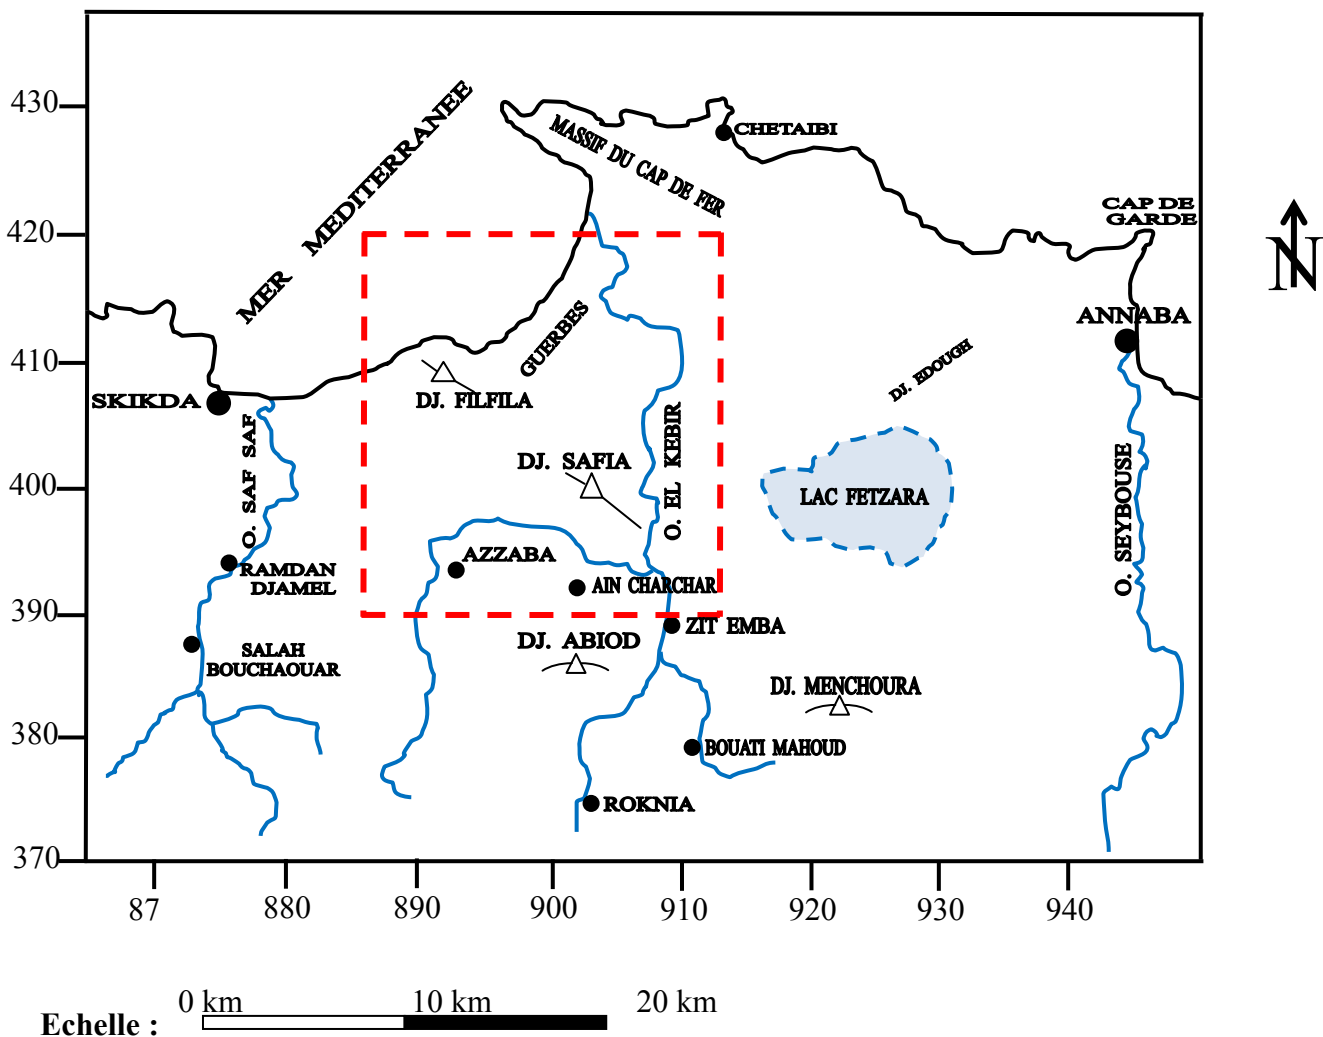 430
MER MEDITERRANEE
MASSIF DU CAP DE FER
CHETAIBI
CAP DE
GARDE
420
N
GUERBES
ANNABA
410
DJ. EDOUGH
SKIKDA
DJ. FILFILA
O. SAF SAF
DJ. SAFIA
O. EL KEBIR
400
LAC FETZARA
O. SEYBOUSE
AZZABA
RAMDAN
DJAMEL
AIN CHARCHAR
390
ZIT EMBA
DJ. ABIOD
SALAH
BOUCHAOUAR
DJ. MENCHOURA
380
BOUATI MAHOUD
ROKNIA
370
87 880 890 900 910 920 930 940
0 km 10 km 20 km
Echelle :